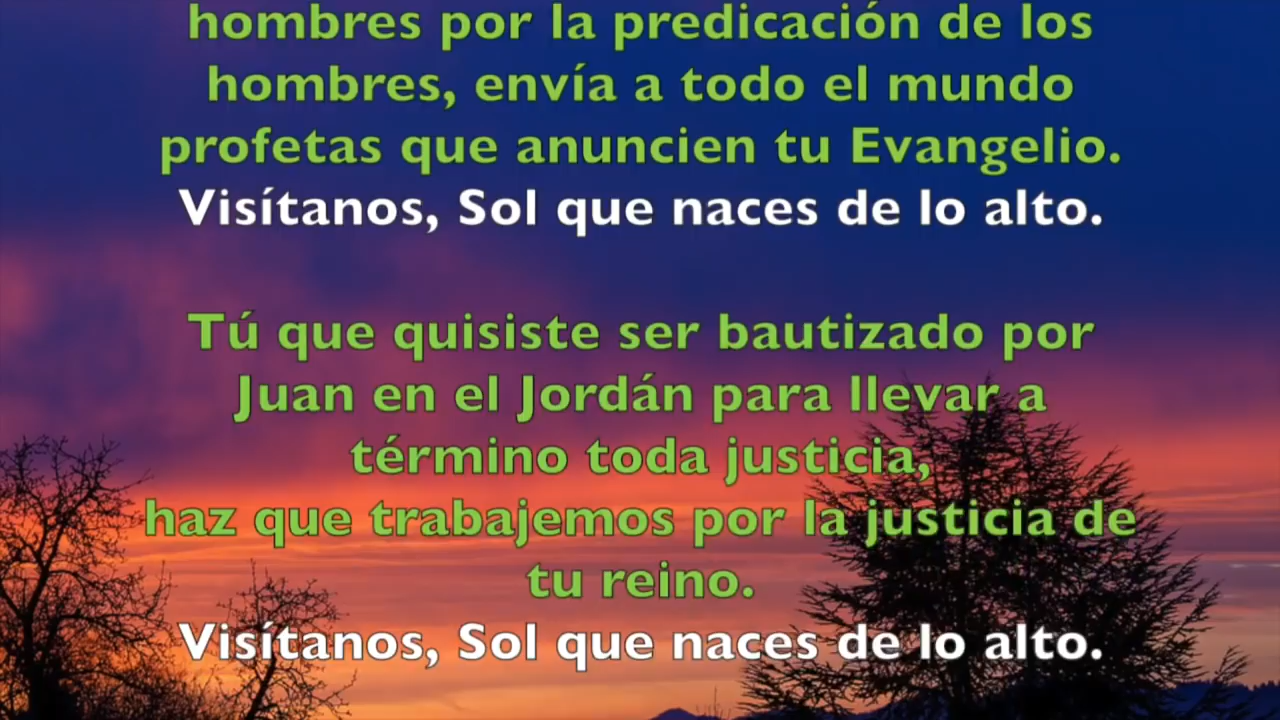 hombres por la predicación de los
hombres, envía a todo el mundo
profetas que anuncien tu Evangelio.
Visítanos, Sol que naces de lo alto.
Tú que quisiste ser bautizado por
Juan en el Jordán para llevar a
término toda justicia,
haz que trabajemos por la justicia de
tu reino.
Visítanos, Sol que naces de lo alto.